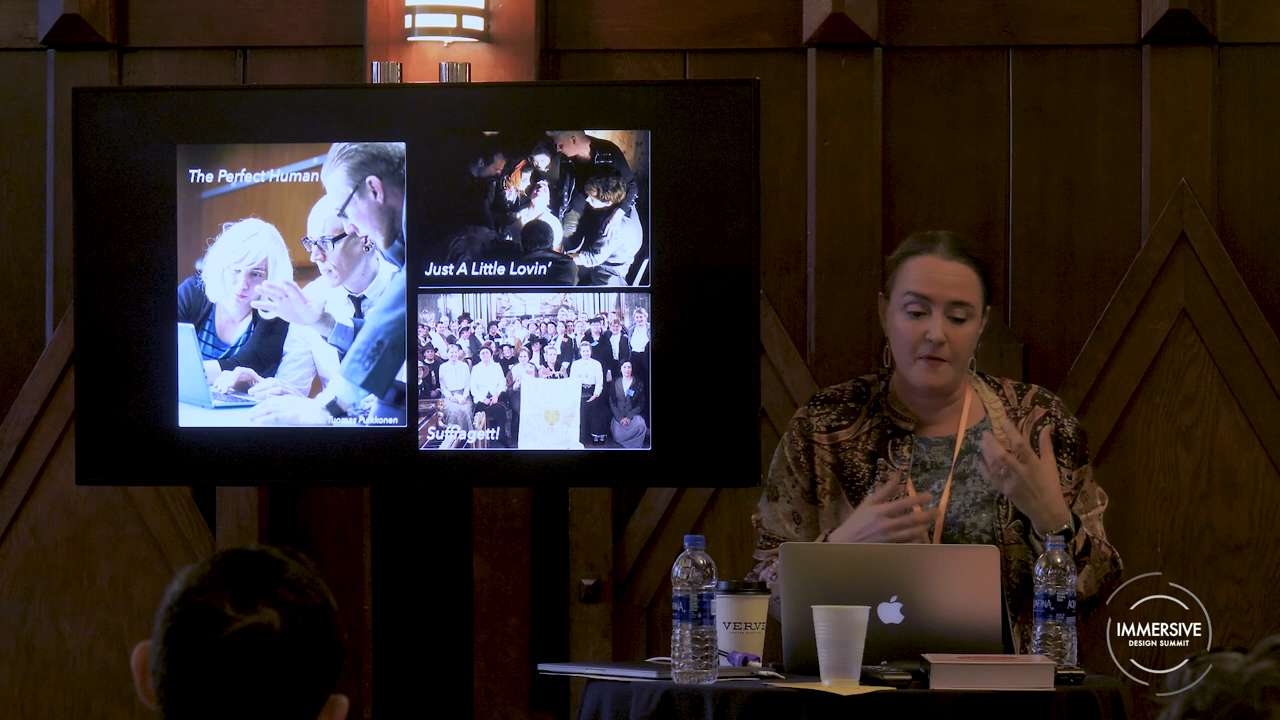 The Perfect Human
Just A Little Lovin'
Suffragett!
Tuomas Puikkonen
VERVE
IMMERSIVE
DESIGN SUMMIT